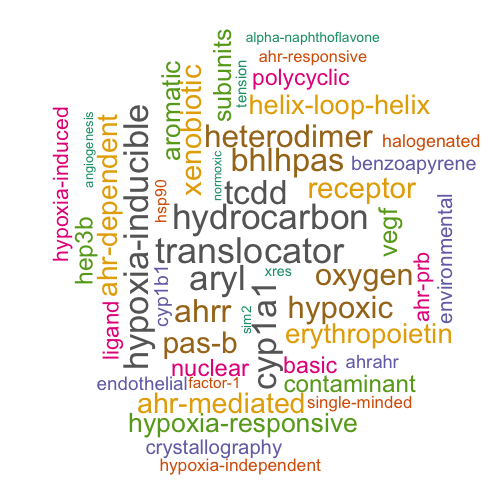 alpha-naphthoflavone
ahr-responsive
polycyclic
subunits
tension
aromatic
xenobiotic
helix-loop-helix
hypoxia-induced
angiogenesis
hypoxia-inducible
ahr-dependent
heterodimer
halogenated
bhlhpas
benzoapyrene
hsp90
normoxic
tcdd
receptor
hydrocarbon
vegf
environmental
hep3b
translocator
ligand
cyp1b1
aryl
xres
oxygen
ahr-prb
ahrr
sim2
cyp1a1
hypoxic
pas-b
erythropoietin
nuclear
basic
ahrahr
endothelial
factor-1
contaminant
ahr-mediated
single-minded
hypoxia-responsive
crystallography
hypoxia-independent